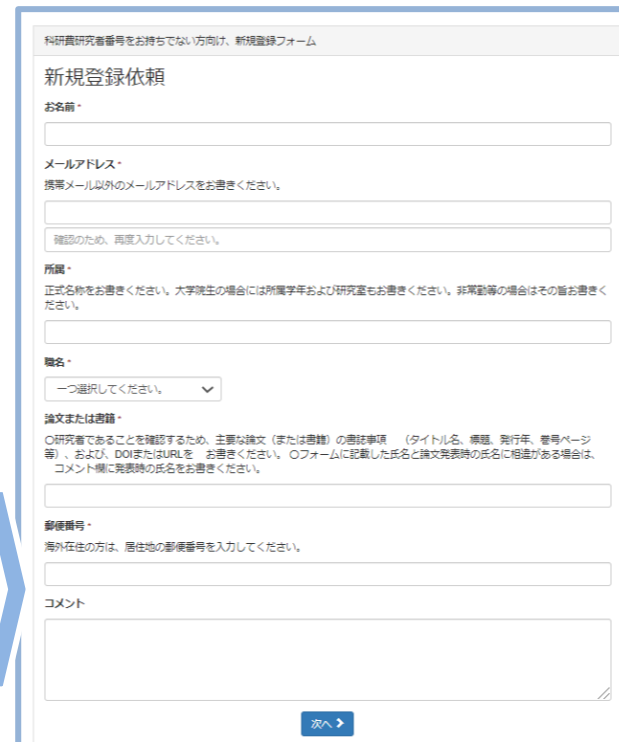 科研費研究者番号をお持ちでない方向け、新規登録フォーム
新規登録依頼
お名前 *
メールアドレス *
携帯メール以外のメールアドレスをお書きください。
確認のため、再度入力してください。
所属 *
正式名称をお書きください。大学院生の場合には所属学年および研究室もお書きください。非常勤等の場合はその旨お書きく
ださい。
職名 *
一つ選択してください。
論文または書籍 *
○研究者であることを確認するため、主要な論文（または書籍）の書誌事項　（タイトル名、標題、発行年、巻号ページ
等）、および、DOIまたはURLを　お書きください。 ○フォームに記載した氏名と論文発表時の氏名に相違がある場合は、
コメント欄に発表時の氏名をお書きください。
郵便番号 *
海外在住の方は、居住地の郵便番号を入力してください。
コメント
次へ